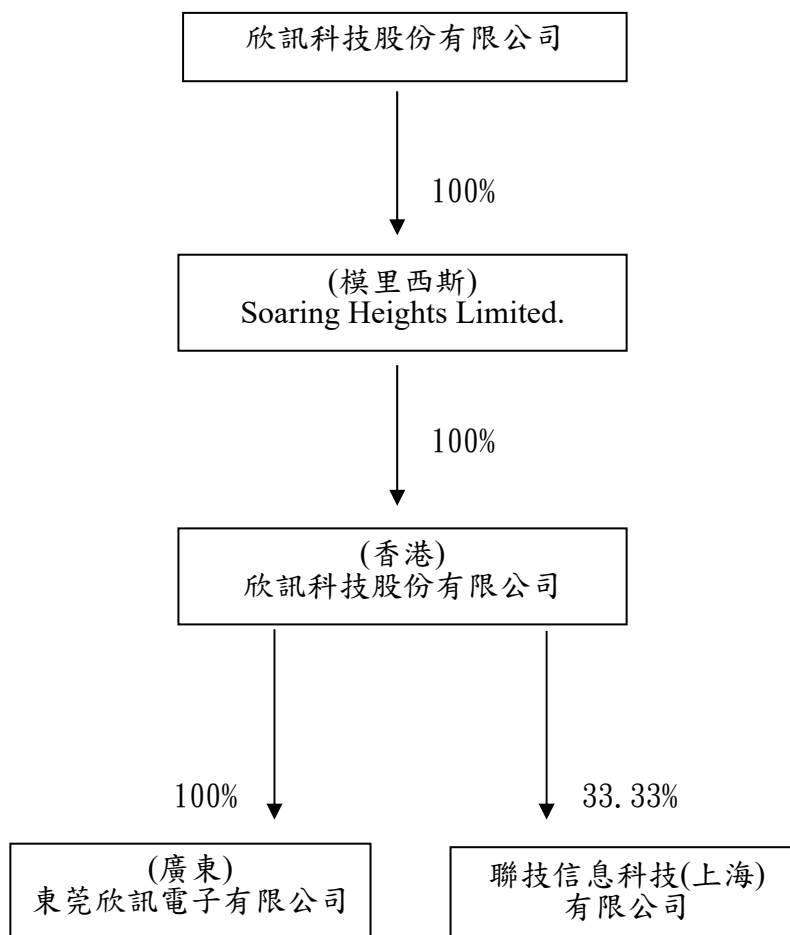 欣訊科技股份有限公司
100%
(模里西斯)
Soaring Heights Limited.
100%
(香港)
欣訊科技股份有限公司
100%
33.33%
(廣東)
東莞欣訊電子有限公司
聯技信息科技(上海)
有限公司